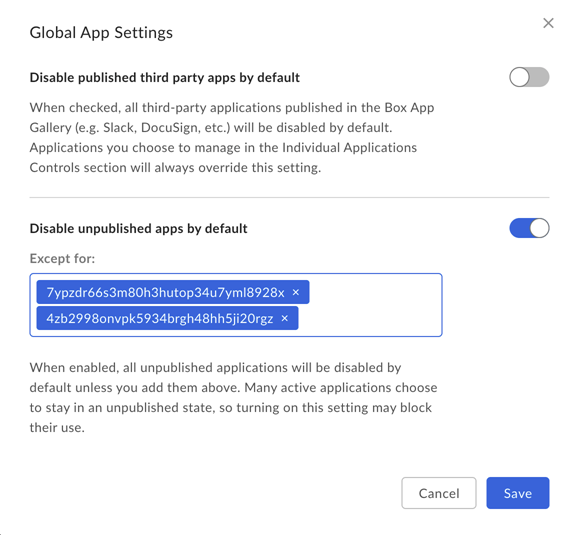 Global App Settings
Disable published third party apps by default
When checked, all third-party applications published in the Box App
Gallery (e.g. Slack, DocuSign, etc.) will be disabled by default.
Applications you choose to manage in the Individual Applications
Controls section will always override this setting.
Disable unpublished apps by default
Except for:
7ypzdr66s3m80h3hutop34u7yml8928x ×
4zb2998onvpk5934brgh48hh5ji20rgz ×
When enabled, all unpublished applications will be disabled by
default unless you add them above. Many active applications choose
to stay in an unpublished state, so turning on this setting may block
their use.
Cancel Save